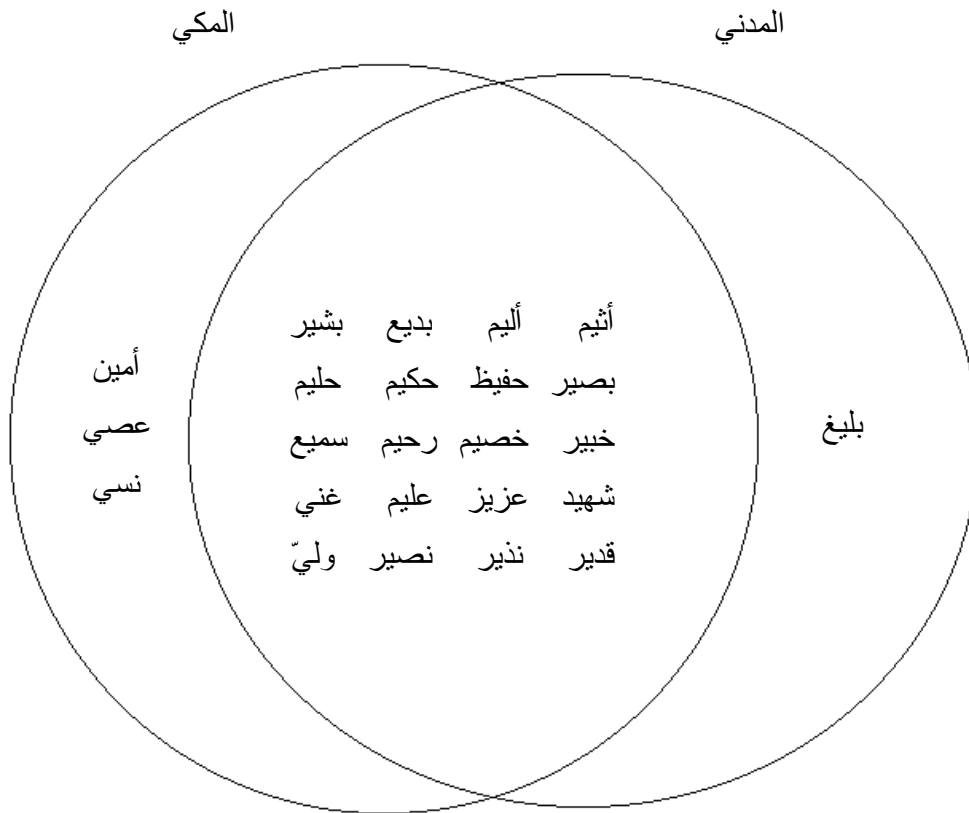 المدني
المكي
أثيم أليم بديع بشير
بصير حفيظ حكيم حليم
خبير خصيم رحيم سميع
شهيد عزيز عليم غني
قدير نذير نصير وليّ
بليغ
أمين
عصي
نسي